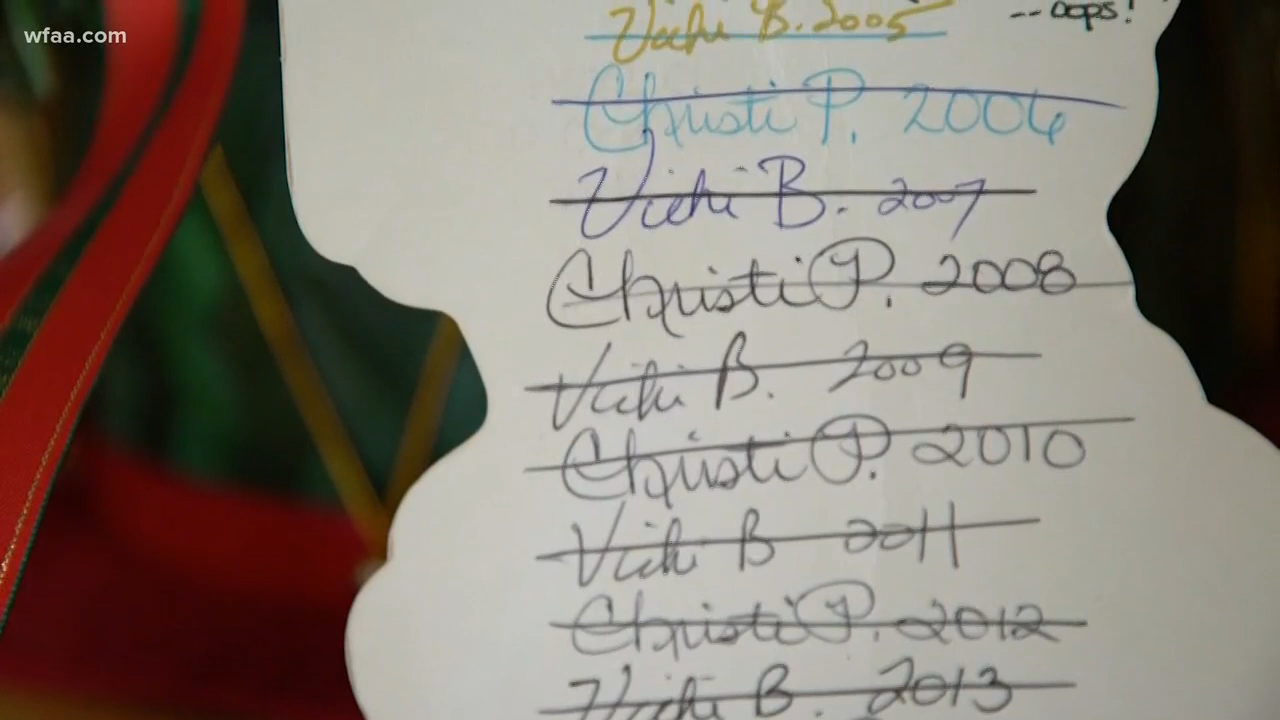 wfaa.com
Vicki B. 2005 -- oops!
Christi P. 2006
Vicki B. 2007
Christi P. 2008
Vicki B. 2009
Christi P. 2010
Vicki B 2011
Christi P. 2012
Vicki B. 2013